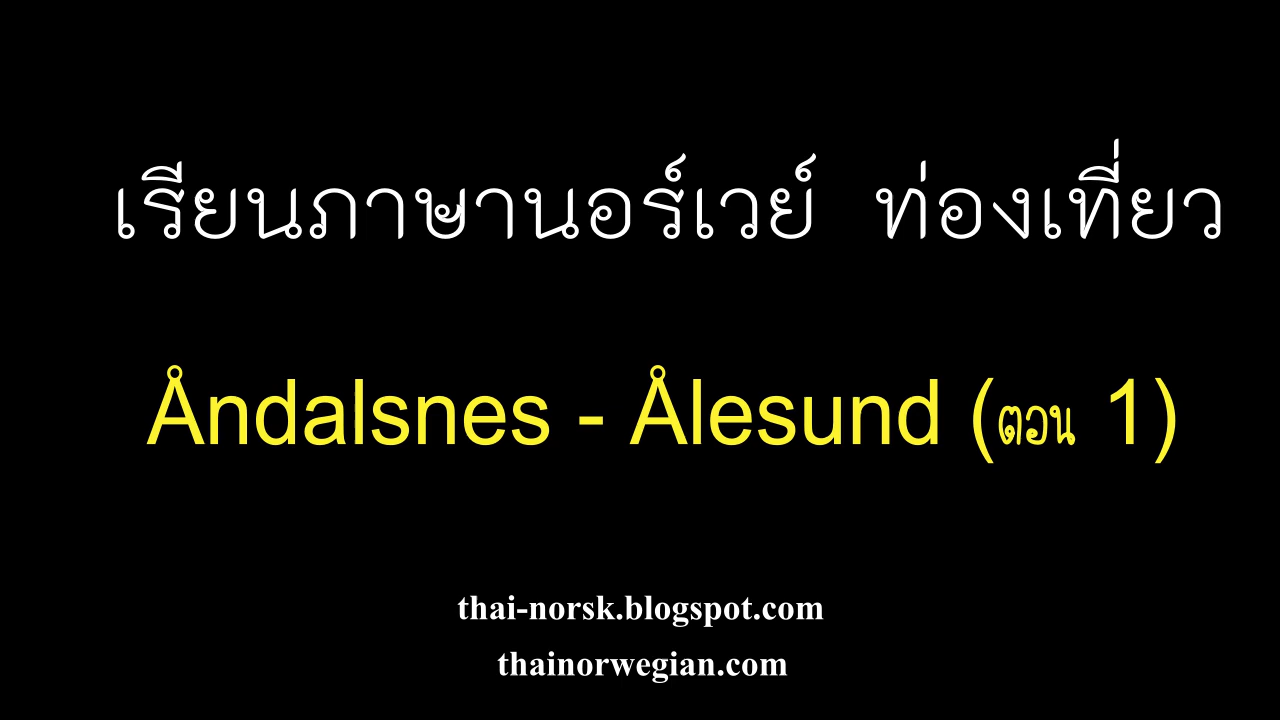 เรียนภาษานอร์เวย์ ท่องเที่ยว
Åndalsnes - Ålesund (ตอน 1)
thai-norsk.blogspot.com
thainorwegian.com